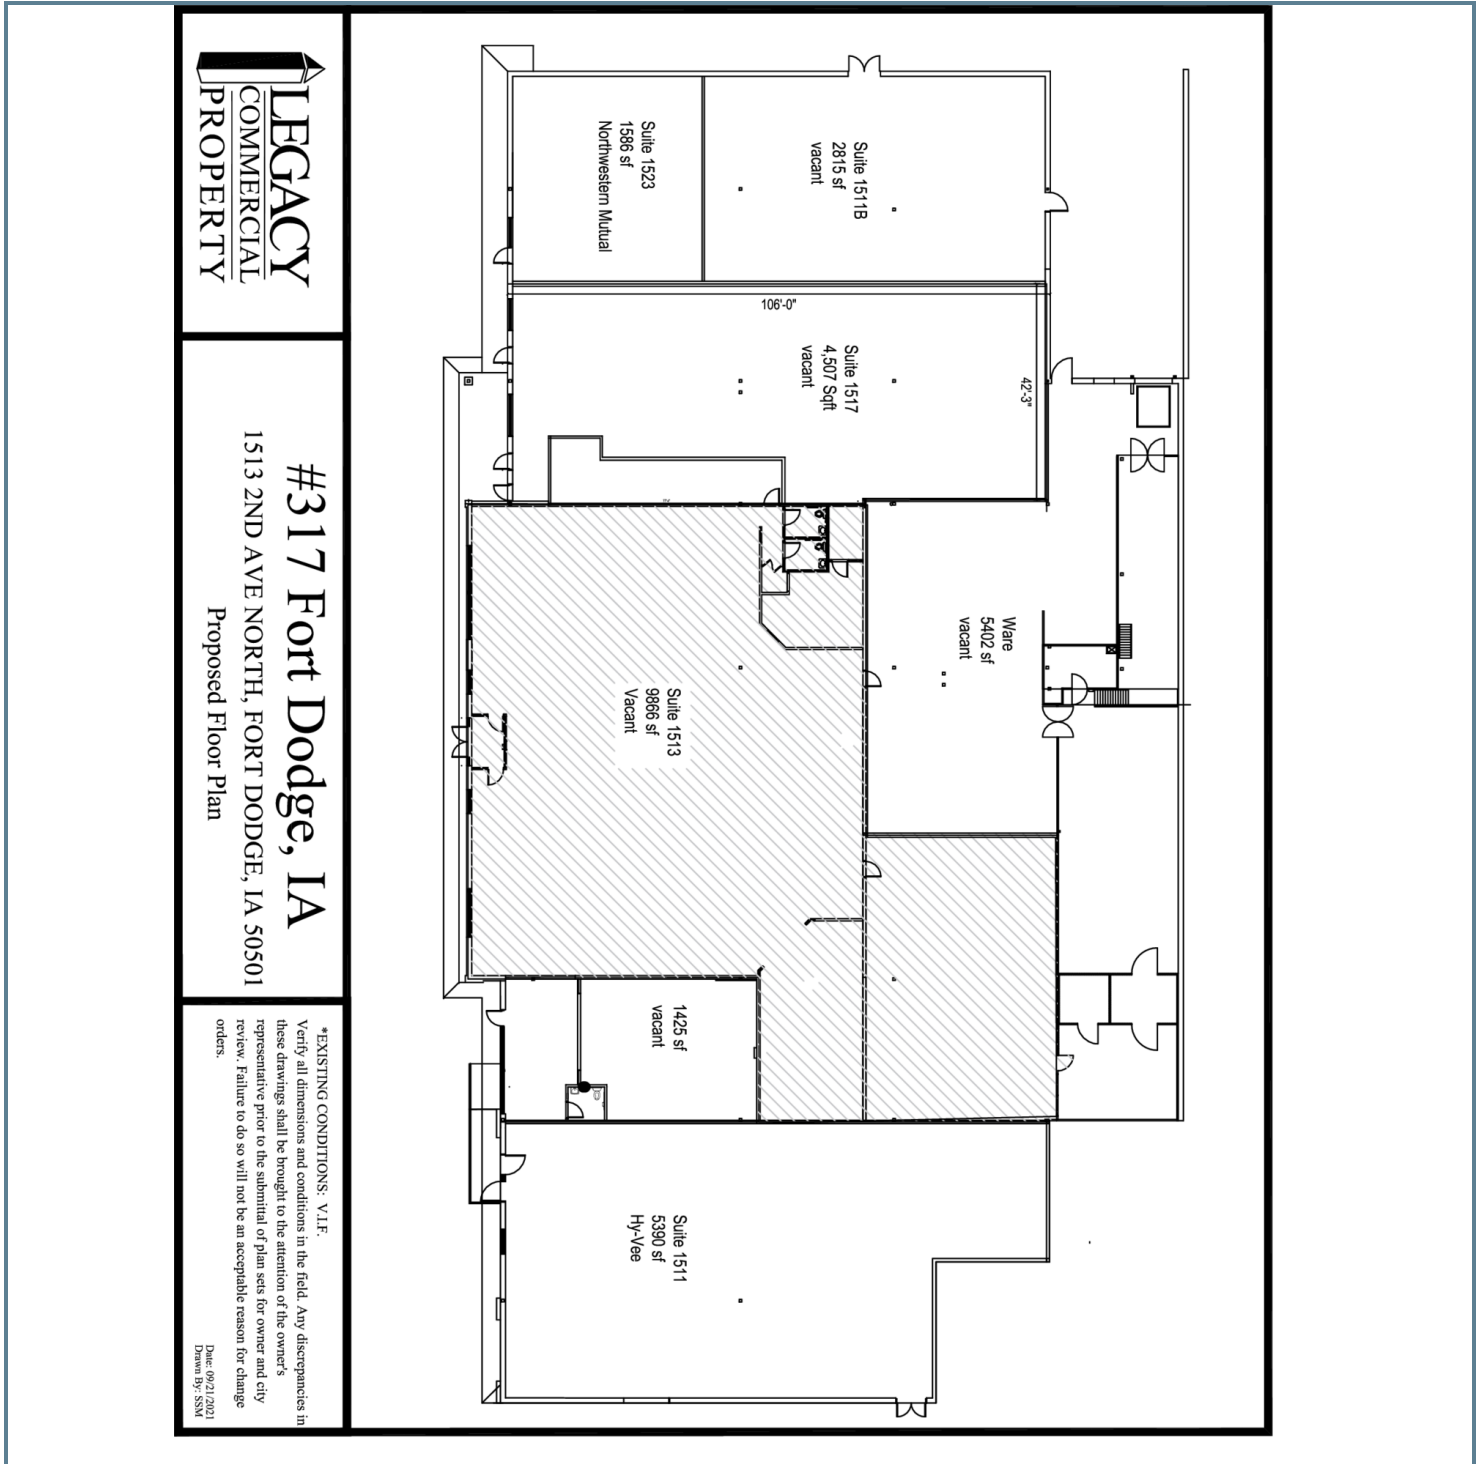 LEGACY
COMMERCIAL
PROPERTY
#317 Fort Dodge, IA
1513 2ND AVE NORTH, FORT DODGE, IA 50501
Proposed Floor Plan
*EXISTING CONDITIONS: V.I.F.
Verify all dimensions and conditions in the field. Any discrepancies in
these drawings shall be brought to the attention of the owner's
representative prior to the submittal of plan sets for owner and city
review. Failure to do so will not be an acceptable reason for change
orders.
Date: 09/21/2021
Drawn By: SSM
Suite 1511B
2815 sf
vacant
Suite 1523
1586 sf
Northwestern Mutual
106'-0"
Suite 1517
4,507 Sqft
vacant
42'-3"
Ware
5402 sf
vacant
Suite 1513
9866 sf
Vacant
1425 sf
vacant
Suite 1511
5390 sf
Hy-Vee